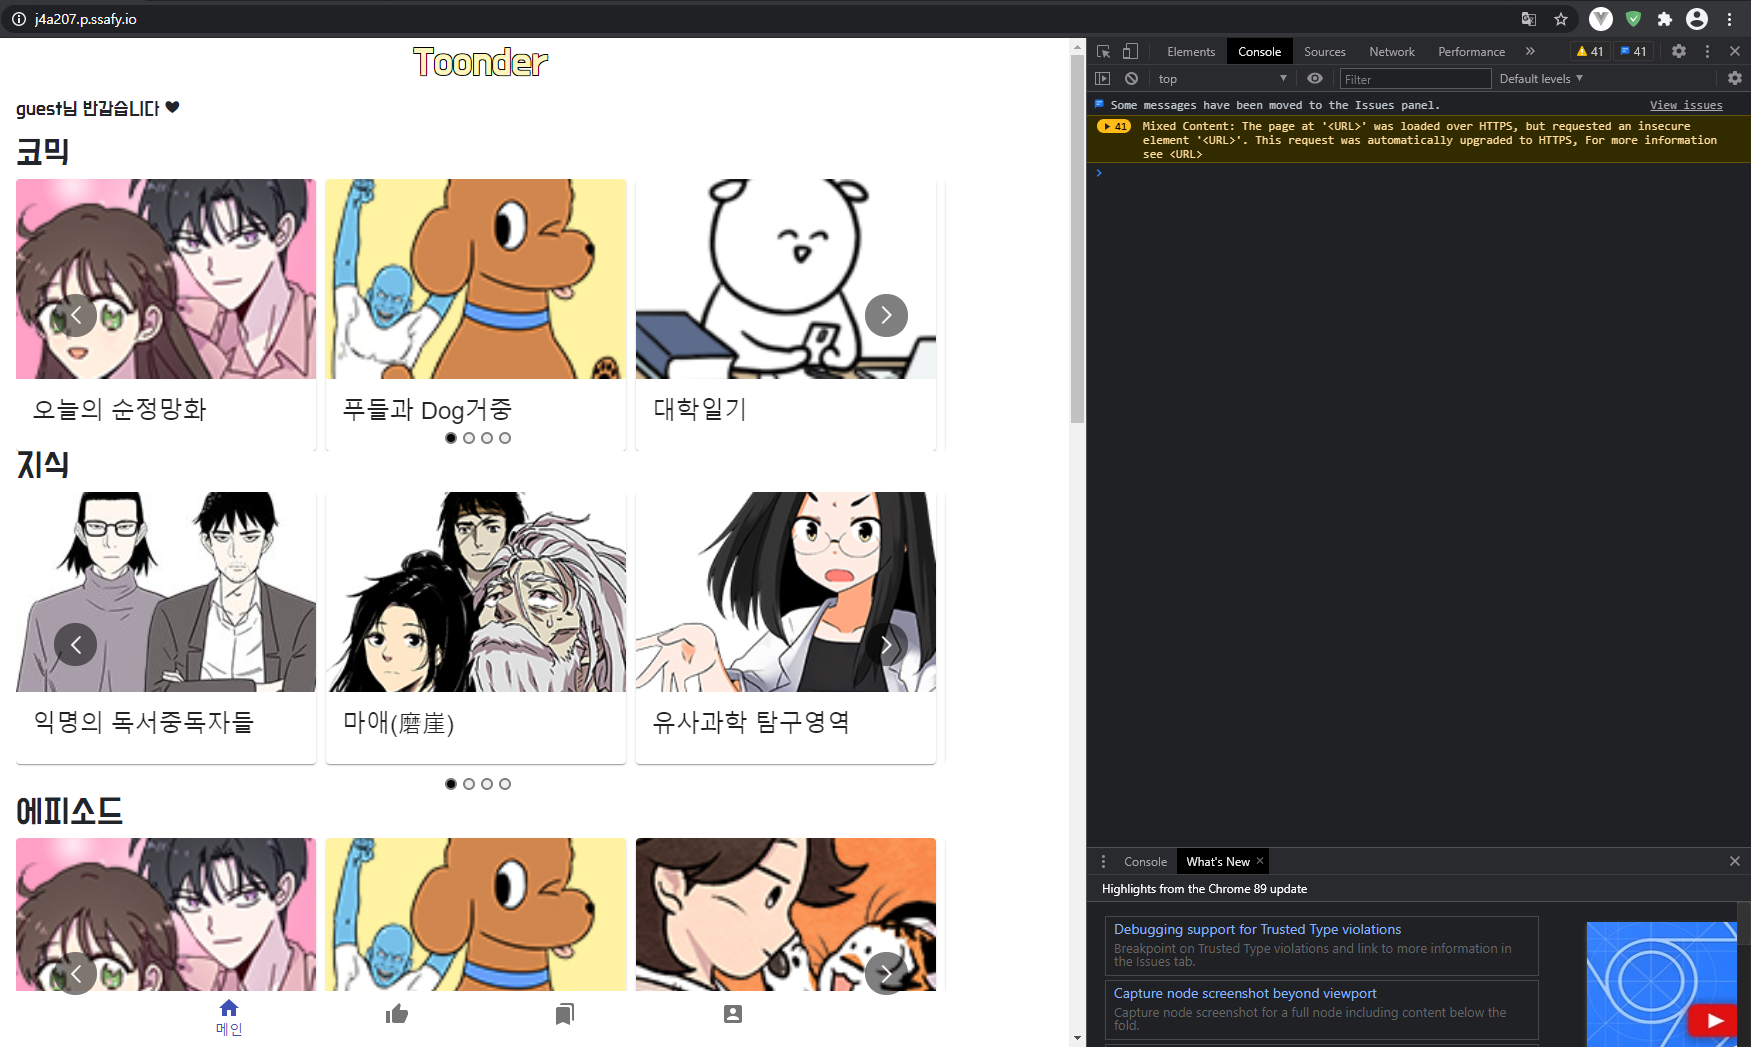 j4a207.p.ssafy.io
Toonder
guest님 반갑습니다 ♥
코믹
오늘의 순정망화
푸들과 Dog거중
대학일기
지식
익명의 독서중독자들
마애(磨崖)
유사과학 탐구영역
에피소드
메인
Elements Console Sources Network Performance » 41 41
top Filter Default levels
Some messages have been moved to the Issues panel. View issues
41 Mixed Content: The page at '<URL>' was loaded over HTTPS, but requested an insecure
element '<URL>'. This request was automatically upgraded to HTTPS, For more information
see <URL>
Console What's New
Highlights from the Chrome 89 update
Debugging support for Trusted Type violations
Breakpoint on Trusted Type violations and link to more information in
the Issues tab.
Capture node screenshot beyond viewport
Capture node screenshot for a full node including content below the
fold.